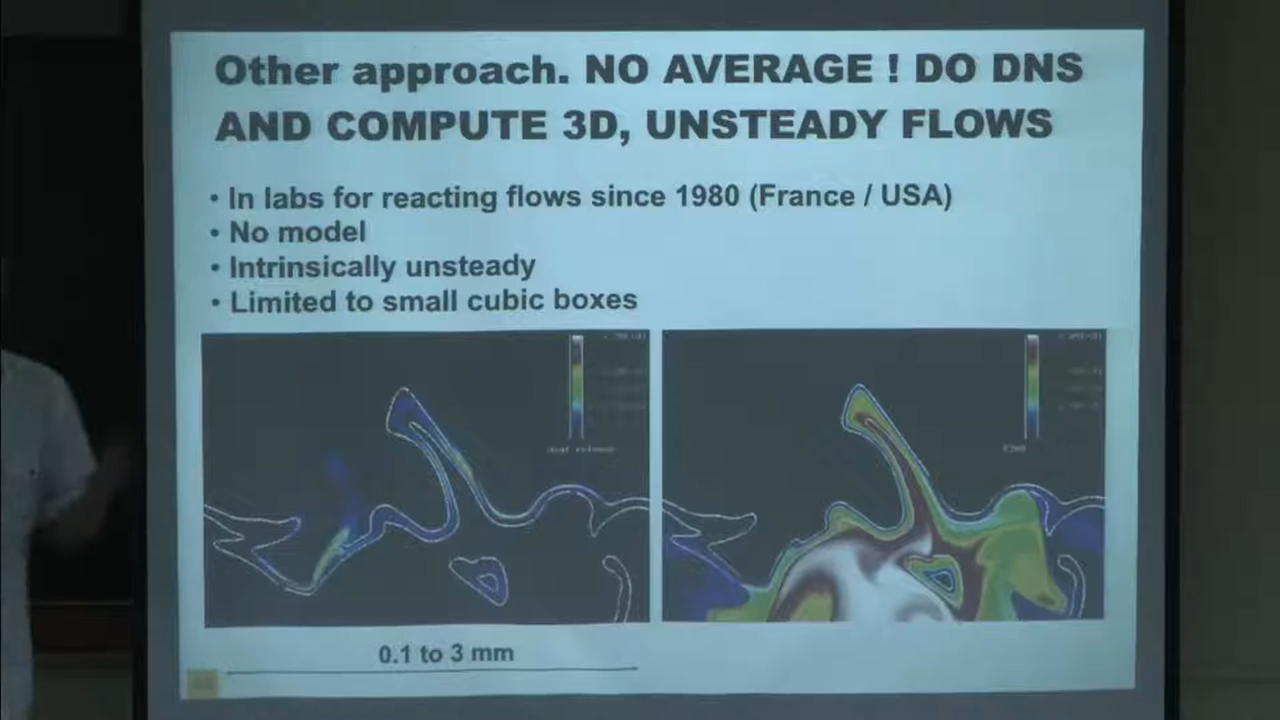 Other approach. NO AVERAGE ! DO DNS
AND COMPUTE 3D, UNSTEADY FLOWS
• In labs for reacting flows since 1980 (France / USA)
• No model
• Intrinsically unsteady
• Limited to small cubic boxes
0.1 to 3 mm